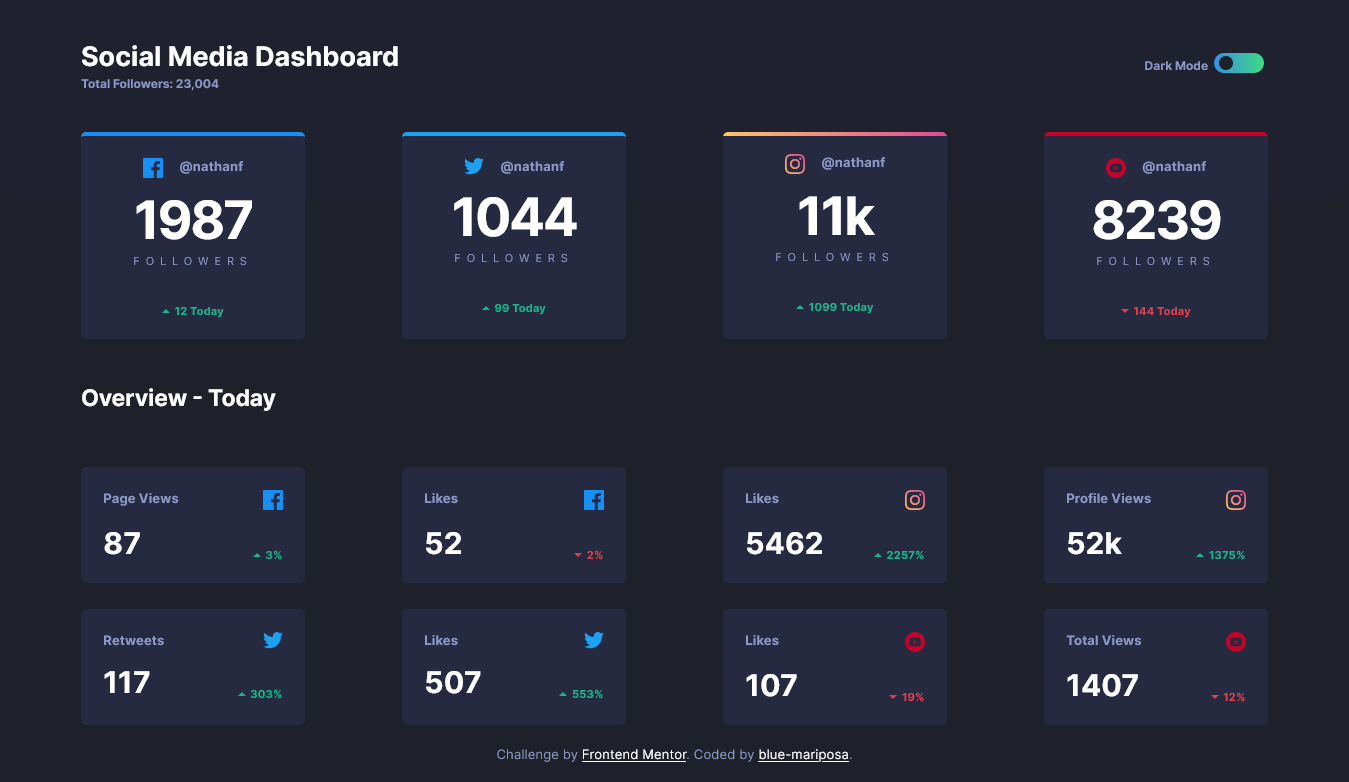 Social Media Dashboard
Total Followers: 23,004
Dark Mode
@nathanf
1987
FOLLOWERS
12 Today
@nathanf
1044
FOLLOWERS
99 Today
@nathanf
11k
FOLLOWERS
1099 Today
@nathanf
8239
FOLLOWERS
144 Today
Overview - Today
Page Views
87
3%
Likes
52
2%
Likes
5462
2257%
Profile Views
52k
1375%
Retweets
117
303%
Likes
507
553%
Likes
107
19%
Total Views
1407
12%
Challenge by Frontend Mentor. Coded by blue-mariposa.